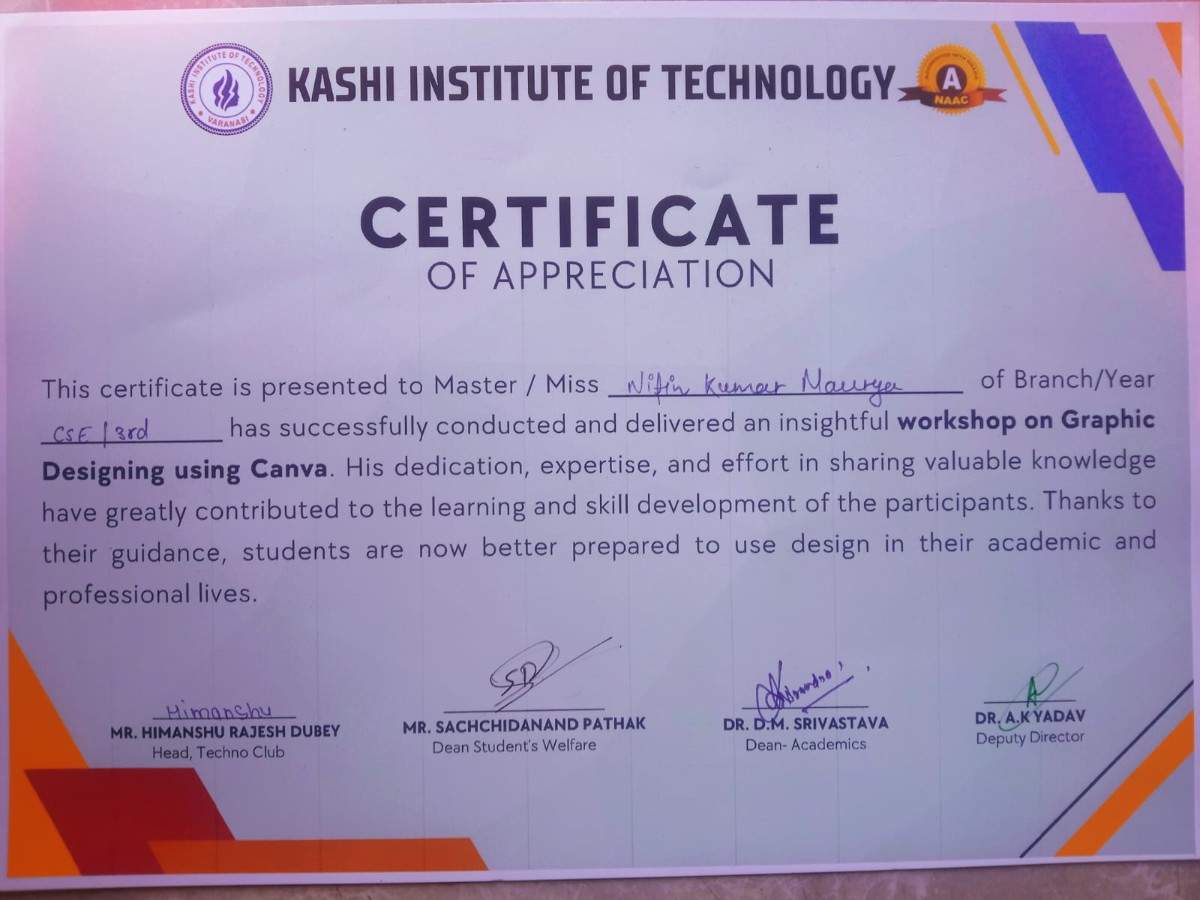 KASHI INSTITUTE OF TECHNOLOGY
KASHI INSTITUTE OF TECHNOLOGY
VARANASI
A
NAAC
CERTIFICATE
OF APPRECIATION
This certificate is presented to Master / Miss Nitin Kumar Maurya of Branch/Year
CSE / 3rd has successfully conducted and delivered an insightful workshop on Graphic
Designing using Canva. His dedication, expertise, and effort in sharing valuable knowledge
have greatly contributed to the learning and skill development of the participants. Thanks to
their guidance, students are now better prepared to use design in their academic and
professional lives.
Himanshu
MR. HIMANSHU RAJESH DUBEY
Head, Techno Club
MR. SACHCHIDANAND PATHAK
Dean Student's Welfare
DR. D.M. SRIVASTAVA
Dean- Academics
DR. A.K YADAV
Deputy Director